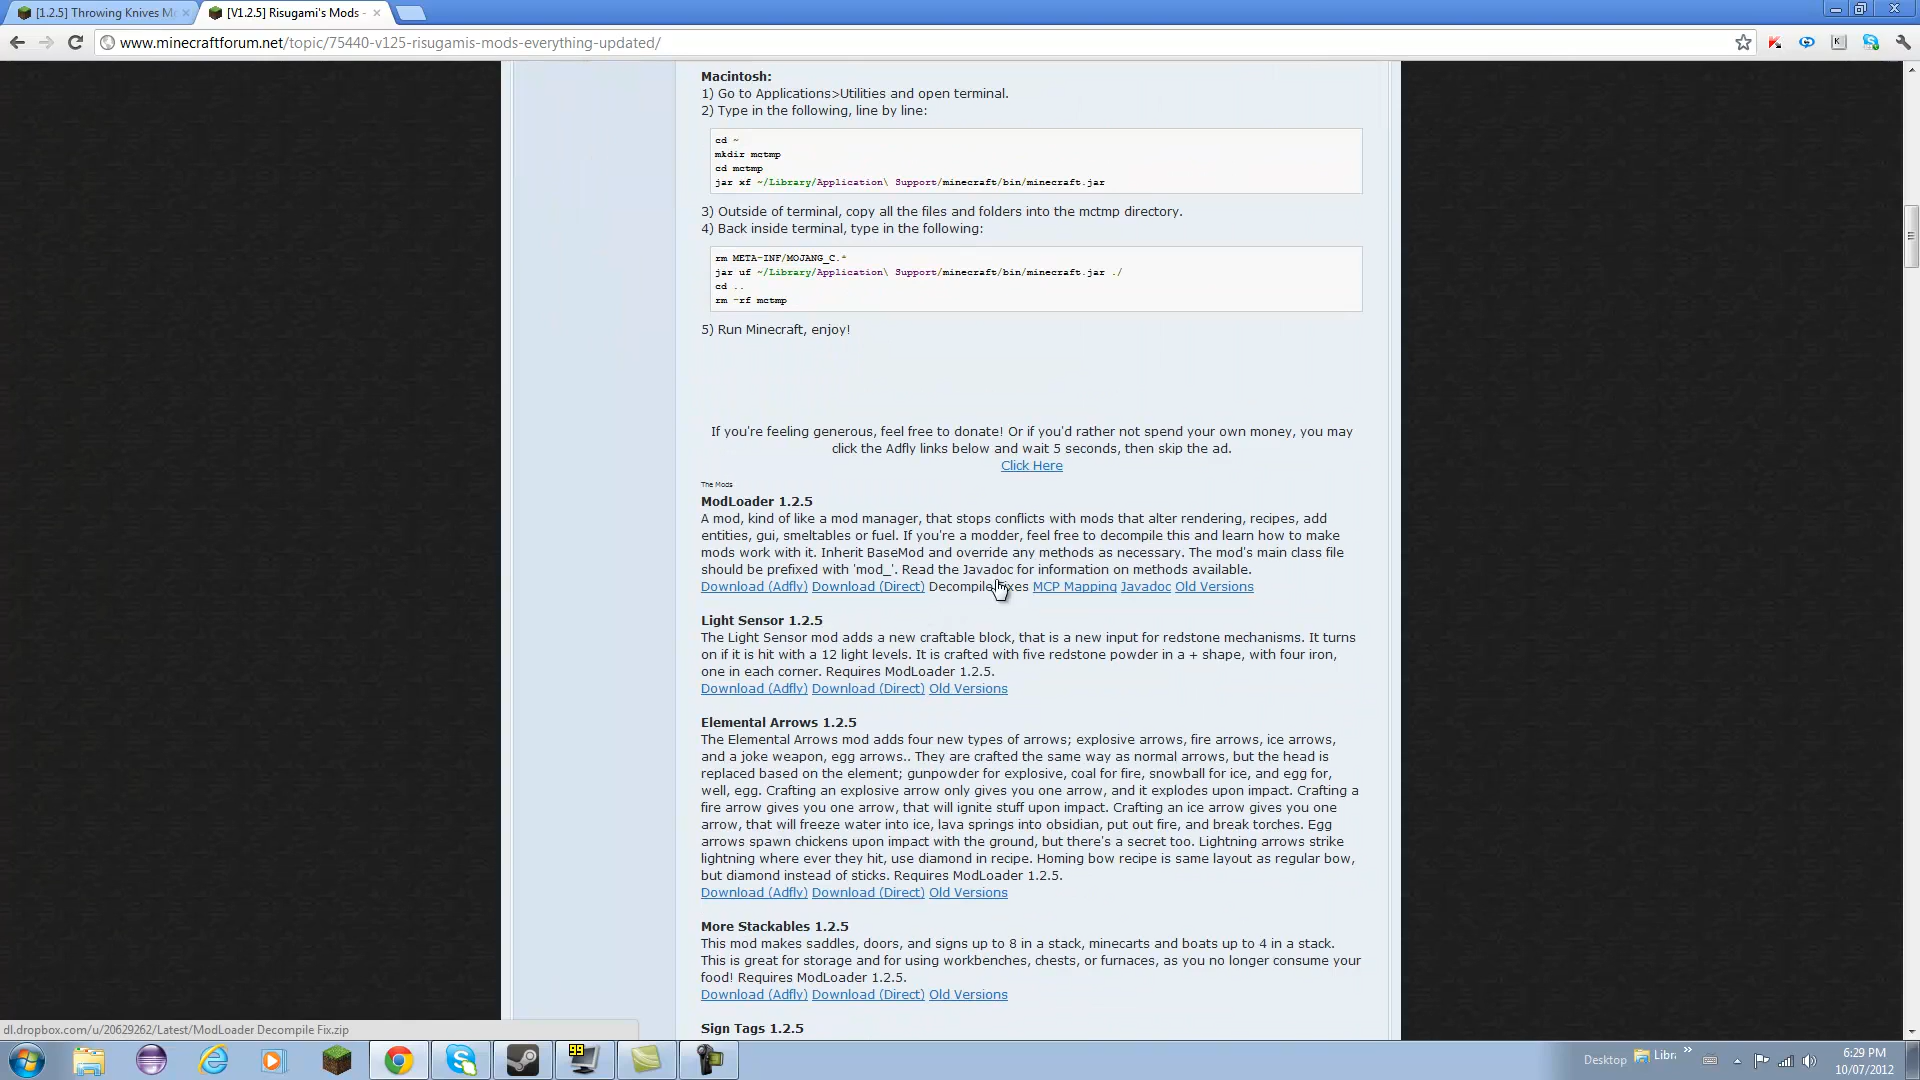 [1.2.5] Throwing Knives M
[V1.2.5] Risugami's Mods -
www.minecraftforum.net/topic/75440-v125-risugamis-mods-everything-updated/
Macintosh:
1) Go to Applications>Utilities and open terminal.
2) Type in the following, line by line:
cd ~
mkdir mctmp
cd mctmp
jar xf ~/Library/Application\ Support/minecraft/bin/minecraft.jar
3) Outside of terminal, copy all the files and folders into the mctmp directory.
4) Back inside terminal, type in the following:
rm META-INF/MOJANG_C.*
jar uf ~/Library/Application\ Support/minecraft/bin/minecraft.jar ./
cd ..
rm -rf mctmp
5) Run Minecraft, enjoy!
If you're feeling generous, feel free to donate! Or if you'd rather not spend your own money, you may
click the Adfly links below and wait 5 seconds, then skip the ad.
Click Here
The Mods
ModLoader 1.2.5
A mod, kind of like a mod manager, that stops conflicts with mods that alter rendering, recipes, add
entities, gui, smeltables or fuel. If you're a modder, feel free to decompile this and learn how to make
mods work with it. Inherit BaseMod and override any methods as necessary. The mod's main class file
should be prefixed with 'mod_'. Read the Javadoc for information on methods available.
Download (Adfly) Download (Direct) Decompile Fixes MCP Mapping Javadoc Old Versions
Light Sensor 1.2.5
The Light Sensor mod adds a new craftable block, that is a new input for redstone mechanisms. It turns
on if it is hit with a 12 light levels. It is crafted with five redstone powder in a + shape, with four iron,
one in each corner. Requires ModLoader 1.2.5.
Download (Adfly) Download (Direct) Old Versions
Elemental Arrows 1.2.5
The Elemental Arrows mod adds four new types of arrows; explosive arrows, fire arrows, ice arrows,
and a joke weapon, egg arrows.. They are crafted the same way as normal arrows, but the head is
replaced based on the element; gunpowder for explosive, coal for fire, snowball for ice, and egg for,
well, egg. Crafting an explosive arrow only gives you one arrow, and it explodes upon impact. Crafting a
fire arrow gives you one arrow, that will ignite stuff upon impact. Crafting an ice arrow gives you one
arrow, that will freeze water into ice, lava springs into obsidian, put out fire, and break torches. Egg
arrows spawn chickens upon impact with the ground, but there's a secret too. Lightning arrows strike
lightning where ever they hit, use diamond in recipe. Homing bow recipe is same layout as regular bow,
but diamond instead of sticks. Requires ModLoader 1.2.5.
Download (Adfly) Download (Direct) Old Versions
More Stackables 1.2.5
This mod makes saddles, doors, and signs up to 8 in a stack, minecarts and boats up to 4 in a stack.
This is great for storage and for using workbenches, chests, or furnaces, as you no longer consume your
food! Requires ModLoader 1.2.5.
Download (Adfly) Download (Direct) Old Versions
Sign Tags 1.2.5
dl.dropbox.com/u/20629262/Latest/ModLoader Decompile Fix.zip
99
Desktop
Libr
6:29 PM
10/07/2012